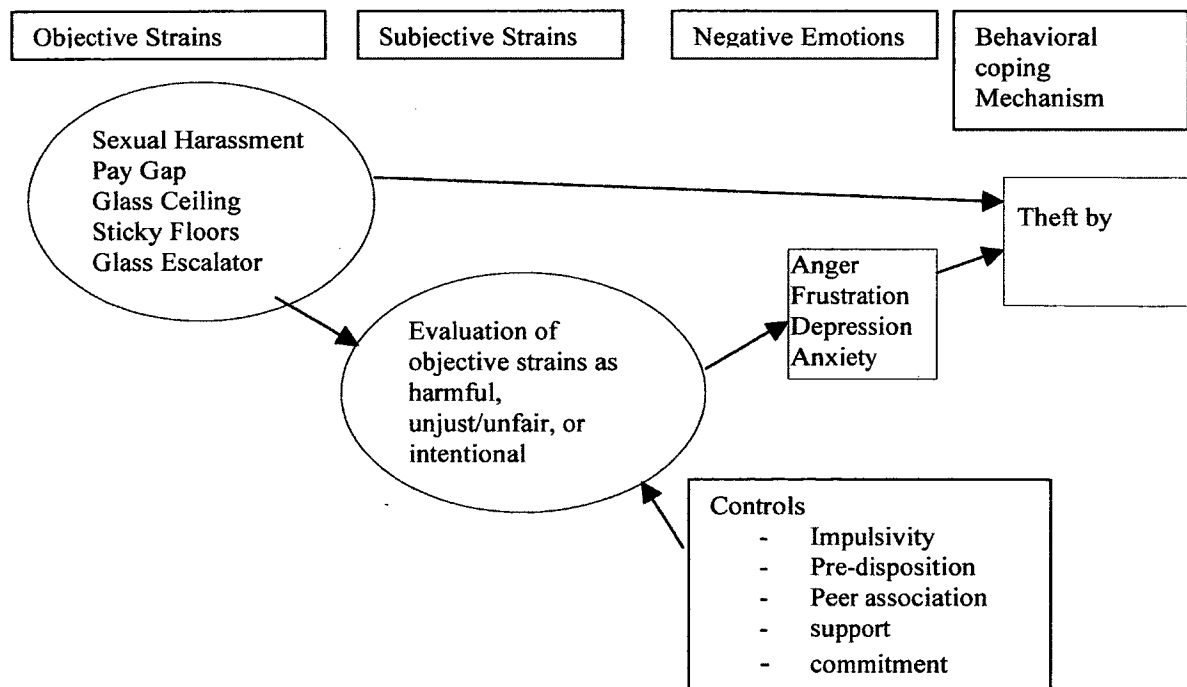 Objective Strains
Subjective Strains
Negative Emotions
Behavioral
coping
Mechanism
Sexual Harassment
Pay Gap
Glass Ceiling
Sticky Floors
Glass Escalator
Theft by
Anger
Frustration
Depression
Anxiety
Evaluation of
objective strains as
harmful,
unjust/unfair, or
intentional
Controls
- Impulsivity
- Pre-disposition
- Peer association
- support
- commitment